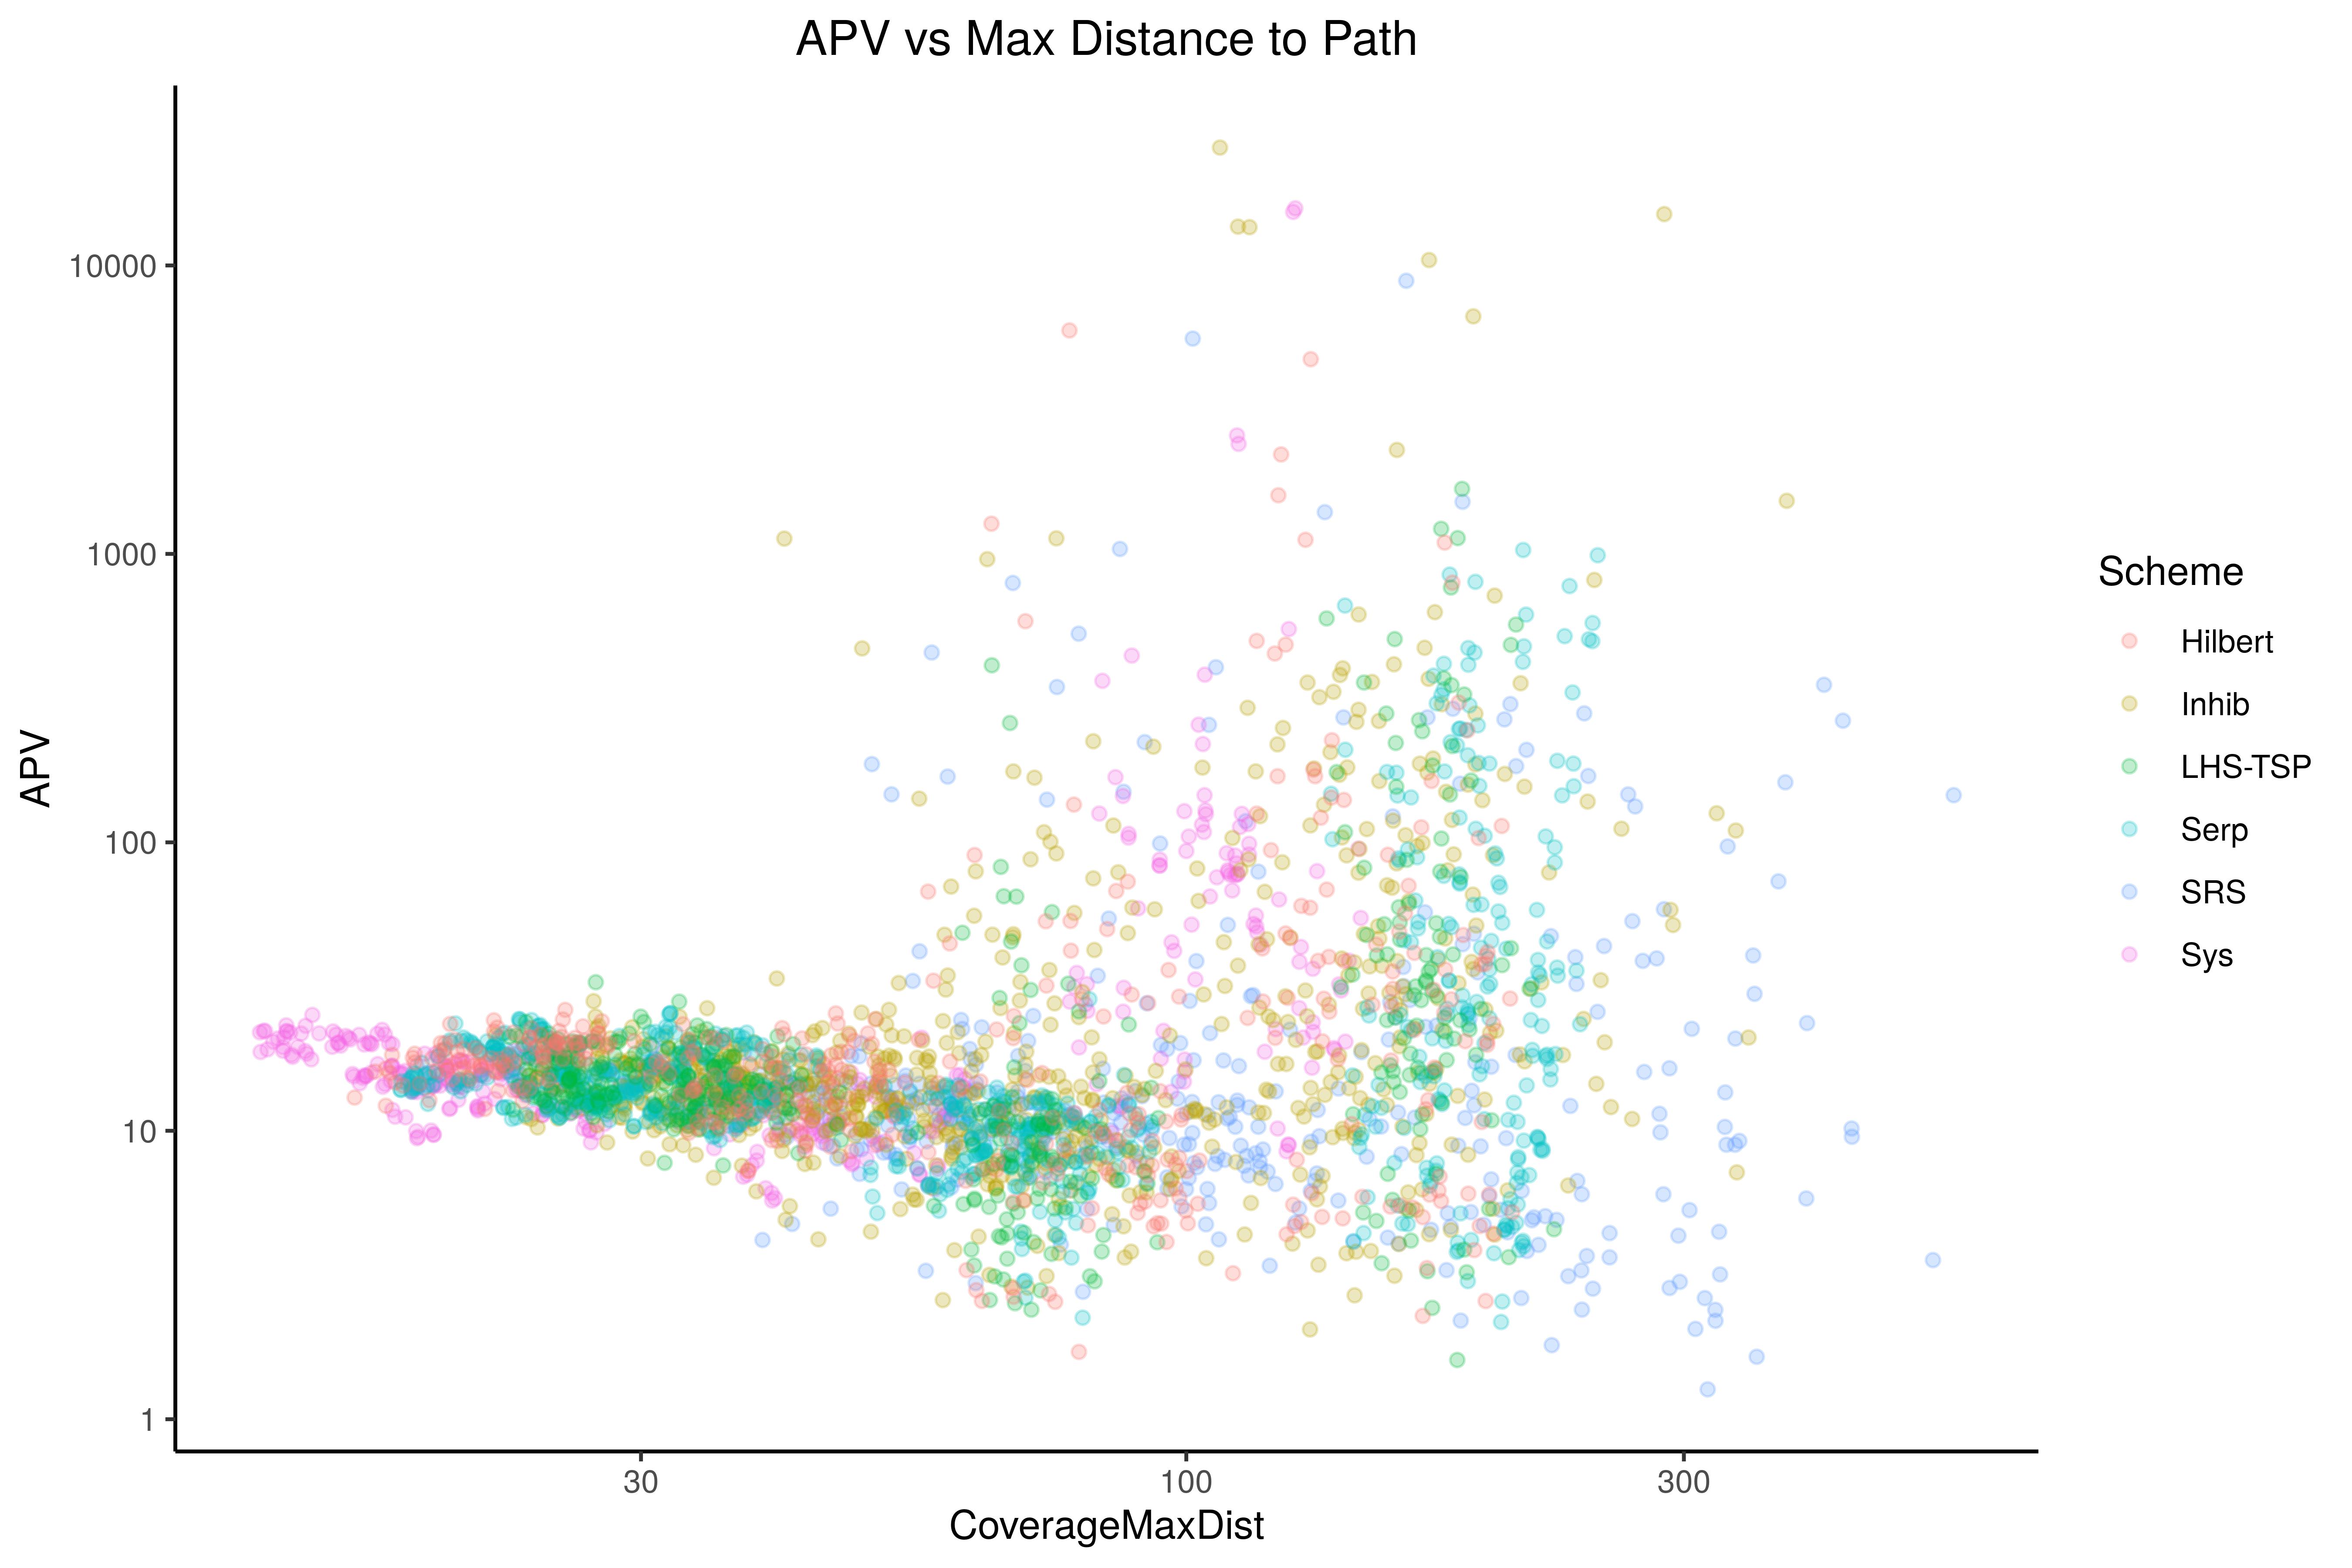 APV vs Max Distance to Path
APV
10000
1000
100
10
1
30
100
300
CoverageMaxDist
Scheme
Hilbert
Inhib
LHS-TSP
Serp
SRS
Sys